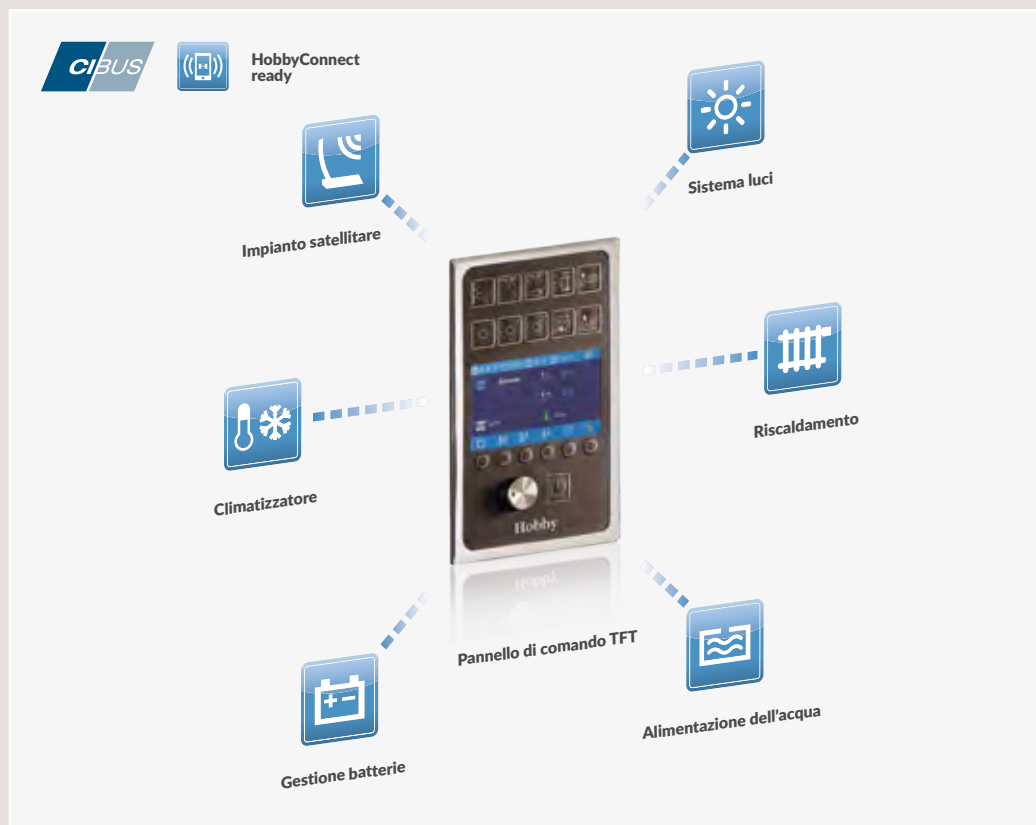 CIBUS
HobbyConnect
ready
Sistema luci
Impianto satellitare
Riscaldamento
Climatizzatore
Hobby
Pannello di comando TFT
Alimentazione dell'acqua
Gestione batterie